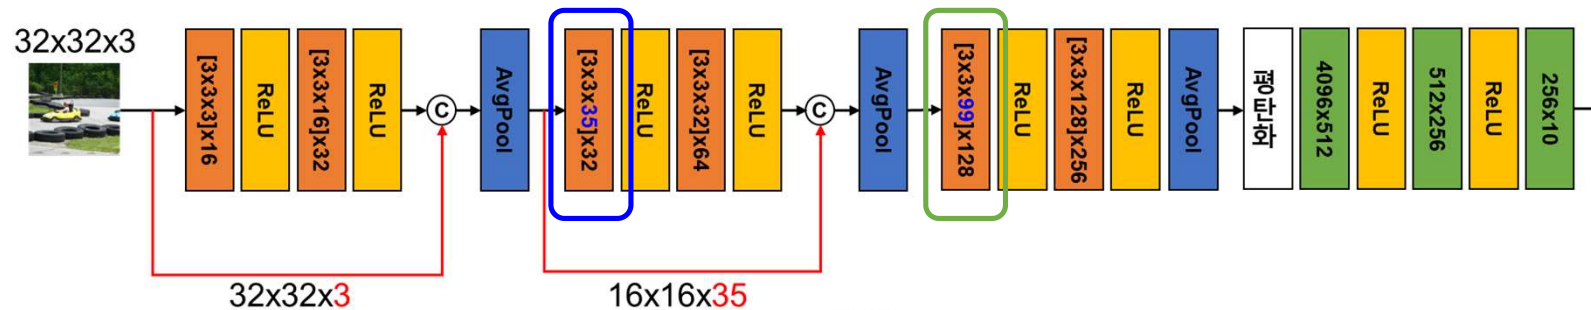 32x32x3
[3x3x3]x16
ReLU
[3x3x16]x32
ReLU
C
AvgPool
[3x3x35]x32
ReLU
[3x3x32]x64
ReLU
C
AvgPool
[3x3x99]x128
ReLU
[3x3x128]x256
ReLU
AvgPool
평탄화
4096x512
ReLU
512x256
ReLU
256x10
32x32x3
16x16x35